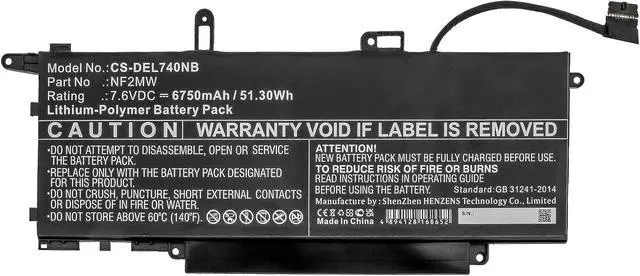 Model No.:CS-DEL740NB
Part No :NF2MW
Rating :7.6VDC⎓6750mAh / 51.30Wh
Lithium-Polymer Battery Pack
CAUTION WARRANTY VOID IF LABEL IS REMOVED
•DO NOT ATTEMPT TO DISASSEMBLE, OPEN OR SERVICE THE BATTERY PACK.
•REPLACE ONLY WITH THE BATTERY PACK DESIGNATED FOR THIS PRODUCT.
•DO NOT CRUSH, PUNCTURE, SHORT EXTERNAL CONTACTS OR DISPOSE OF IN FIRE OR WATER.
•DO NOT STORE ABOVE 60℃ (140℉).
ATTENTION!
NEW BATTERY PACK MUST BE FULLY CHARGED BEFORE USE.
TO REDUCE RISK OF FIRE OR BURNS
READ INSTRUCTIONS IN OPERATING GUIDE BEFORE USING BATTERY.
Standard:GB 31241-2014
Manufacture by : ShenZhen HENZENS Technology Co., Limited
Made in China
4 894128 168652
S/N: